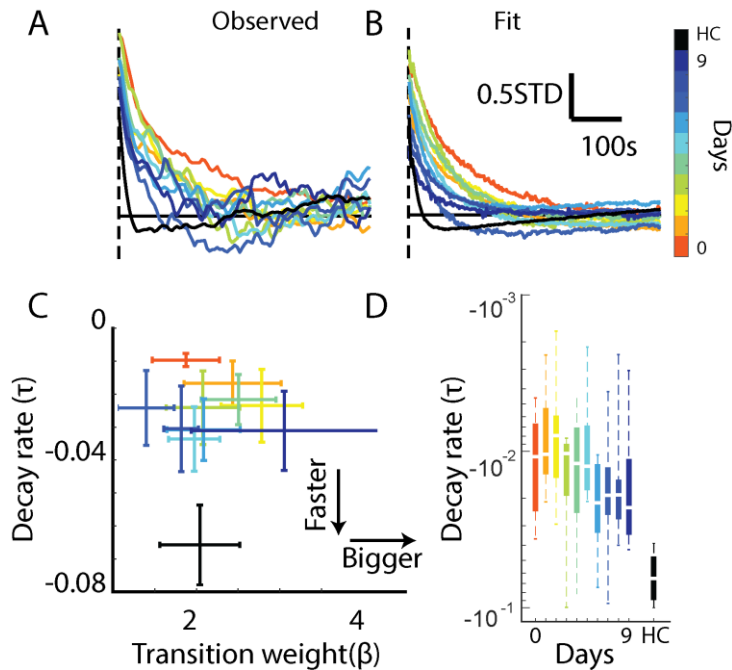 A
Observed
B
Fit
HC
9
Days
0
0.5STD
100s
C
0
-0.04
-0.08
Decay rate (τ)
2
4
Transition weight(β)
Faster
Bigger
D
-10⁻³
-10⁻²
-10⁻¹
Decay rate (τ)
0
9
HC
Days